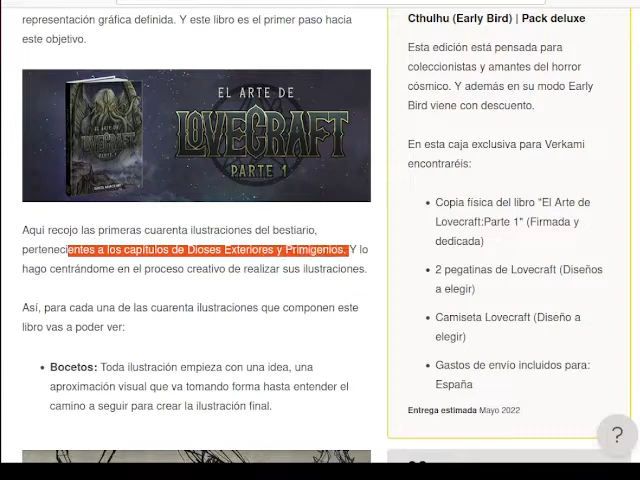 representación gráfica definida. Y este libro es el primer paso hacia
este objetivo.
EL ARTE DE
LOVECRAFT
PARTE 1
EL ARTE DE
LOVECRAFT
PARTE 1
Aquí recojo las primeras cuarenta ilustraciones del bestiario,
pertenecientes a los capítulos de Dioses Exteriores y Primigenios. Y lo
hago centrándome en el proceso creativo de realizar sus ilustraciones.
Así, para cada una de las cuarenta ilustraciones que componen este
libro vas a poder ver:
• Bocetos: Toda ilustración empieza con una idea, una
aproximación visual que va tomando forma hasta entender el
camino a seguir para crear la ilustración final.
Cthulhu (Early Bird) | Pack deluxe
Esta edición está pensada para
coleccionistas y amantes del horror
cósmico. Y además en su modo Early
Bird viene con descuento.
En esta caja exclusiva para Verkami
encontraréis:
• Copia física del libro "El Arte de
Lovecraft:Parte 1" (Firmada y
dedicada)
• 2 pegatinas de Lovecraft (Diseños
a elegir)
• Camiseta Lovecraft (Diseño a
elegir)
• Gastos de envío incluidos para:
España
Entrega estimada Mayo 2022
?